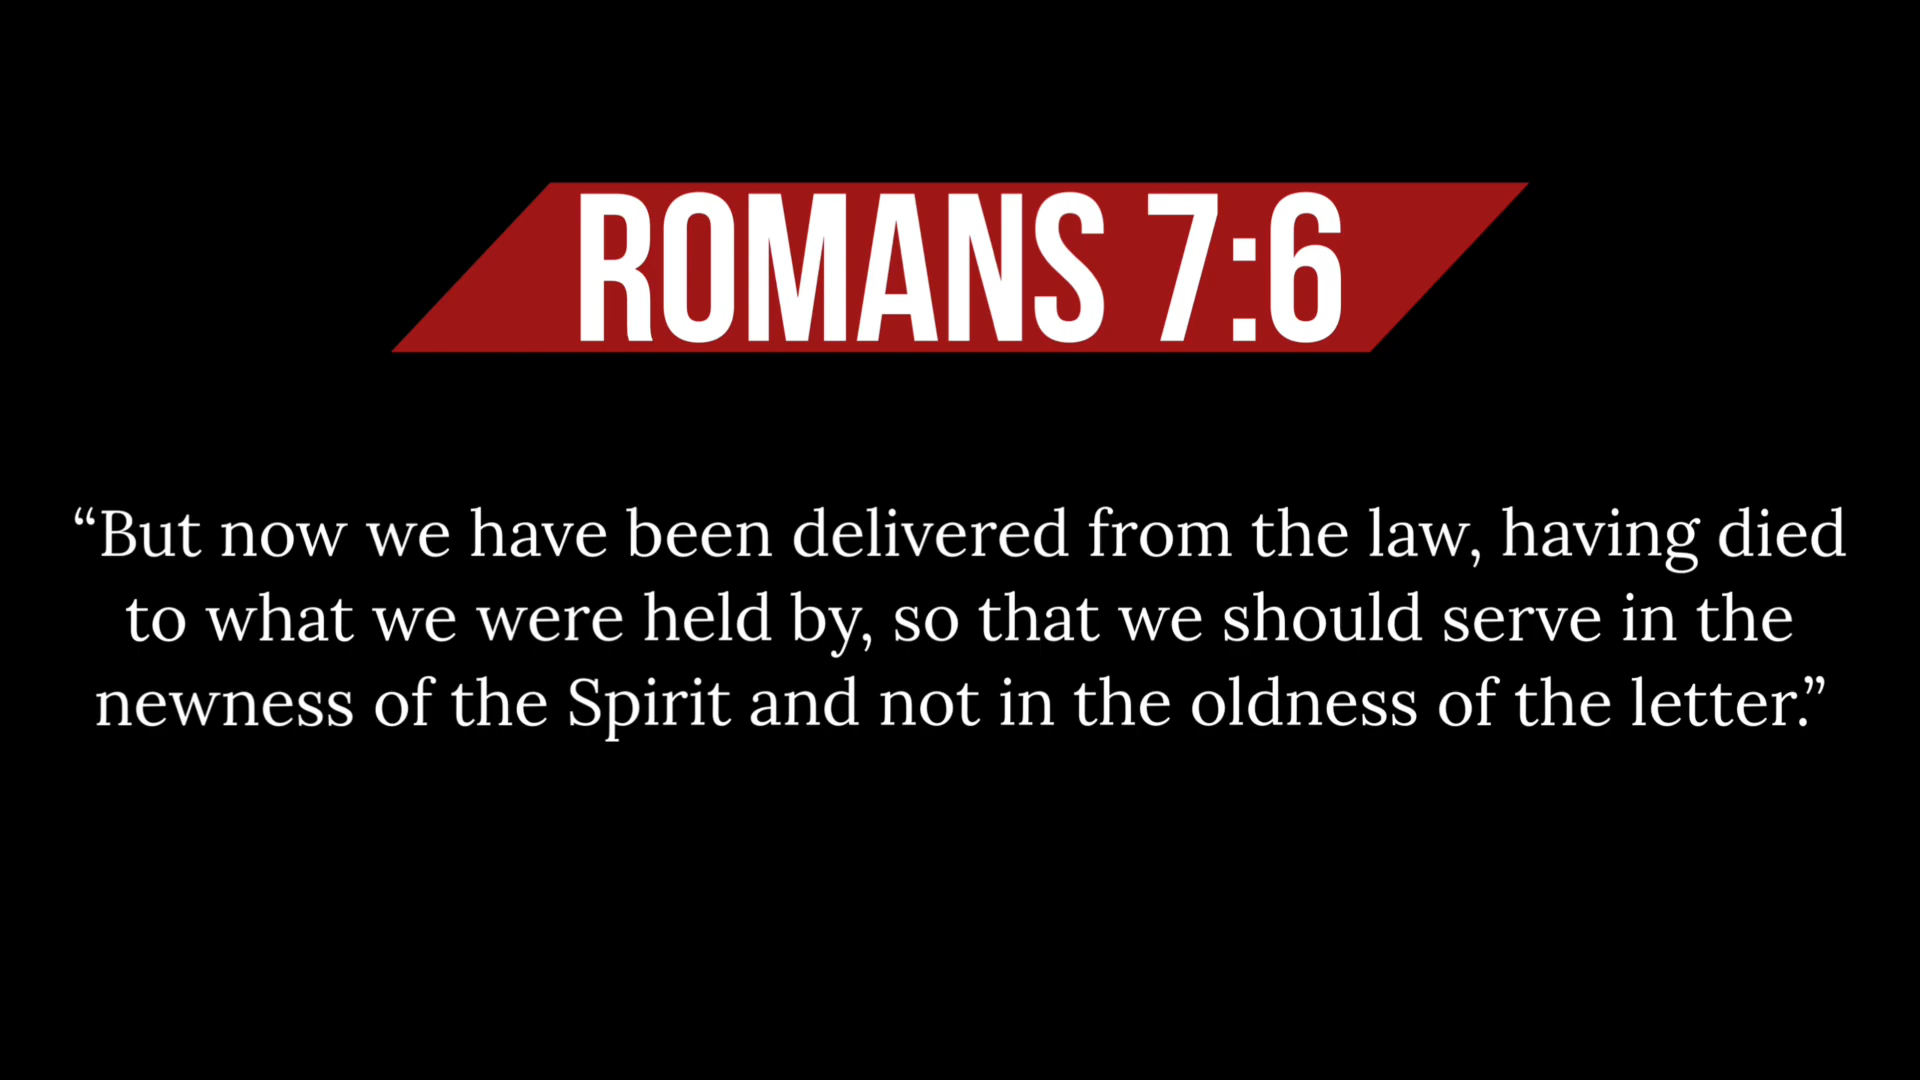 ROMANS 7:6
“But now we have been delivered from the law, having died
to what we were held by, so that we should serve in the
newness of the Spirit and not in the oldness of the letter.”